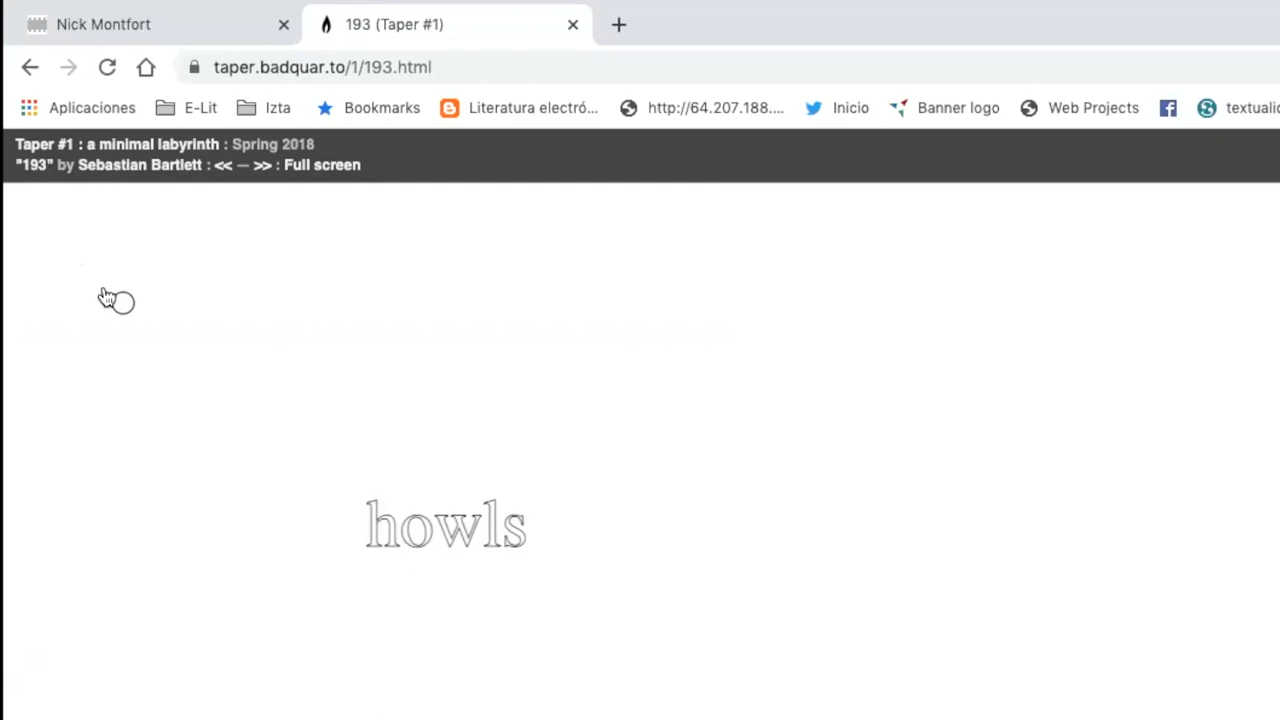 Nick Montfort
193 (Taper #1)
taper.badquar.to/1/193.html
Aplicaciones E-Lit Izta Bookmarks Literatura electró... http://64.207.188.... Inicio Banner logo Web Projects
Taper #1 : a minimal labyrinth : Spring 2018
"193" by Sebastian Bartlett : << — >> : Full screen
howls